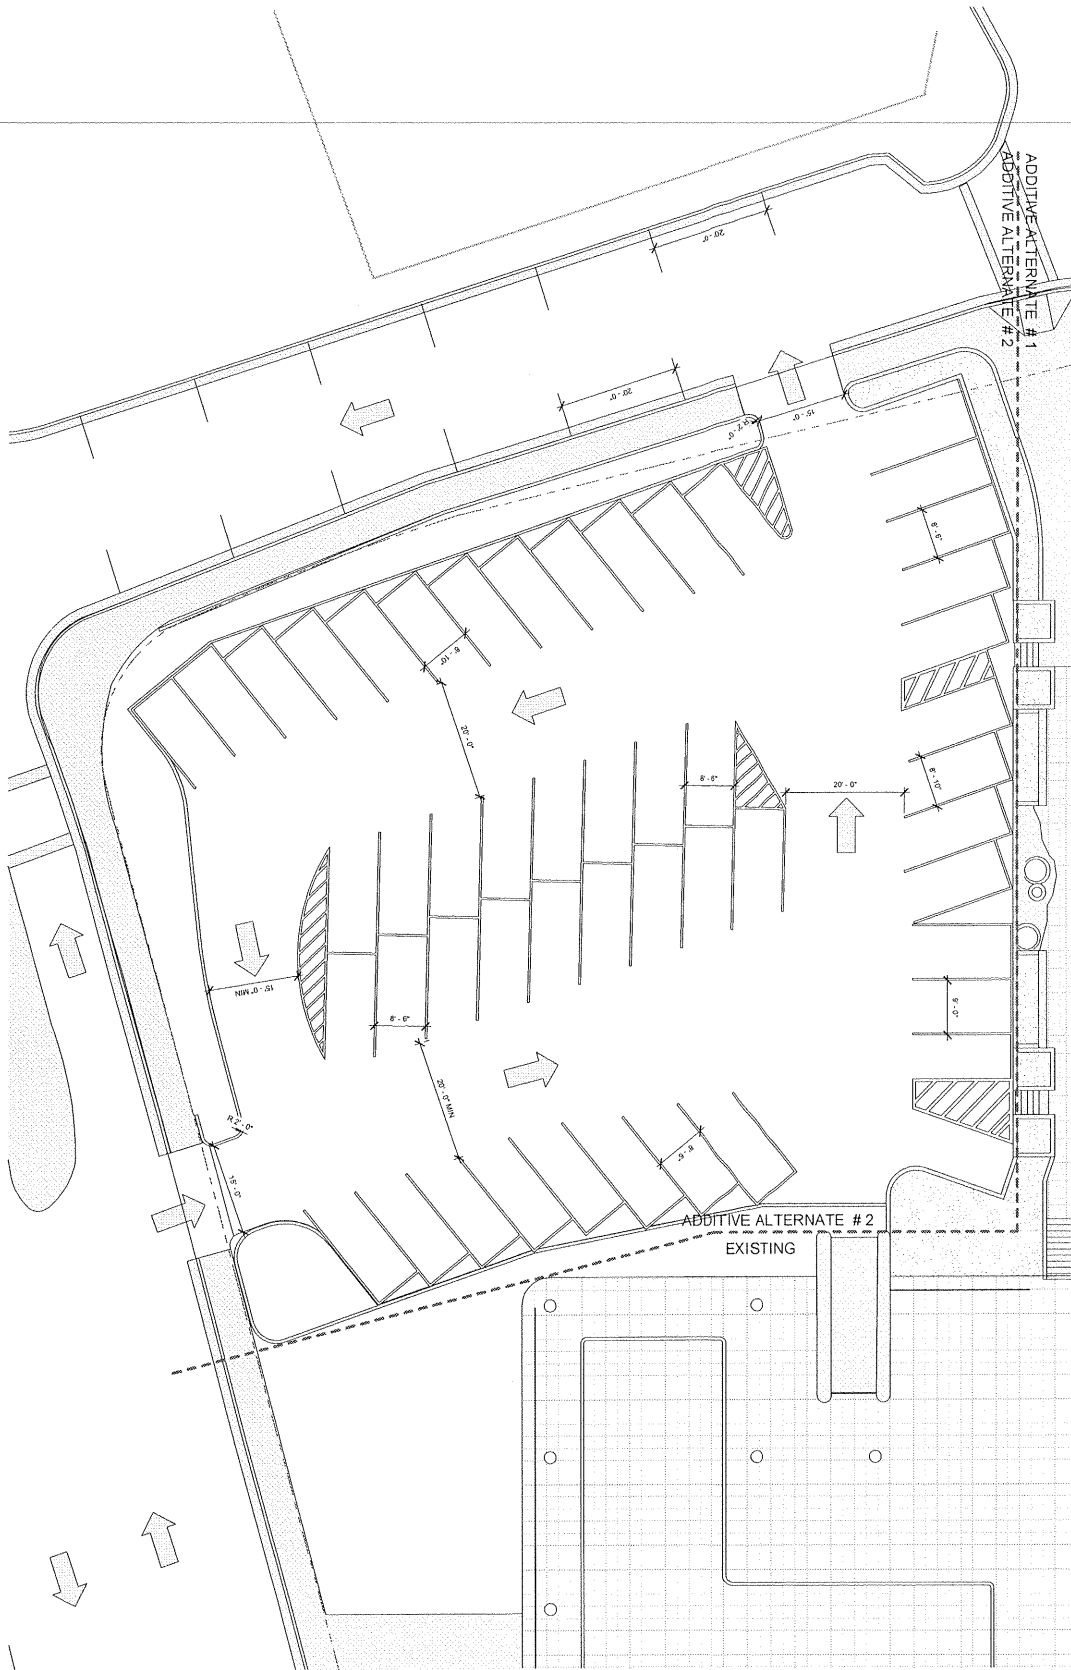 ADDITIVE ALTERNATE #1
ADDITIVE ALTERNATE #2
20'-0"
20'-0"
15'-0"
R 2'-0"
8'-6"
8'-10"
20'-0"
8'-6"
20'-0"
8'-10"
15'-0" MIN
8'-6"
9'-0"
20'-0" MIN
R 2'-0"
8'-6"
15'-0"
ADDITIVE ALTERNATE #2
EXISTING